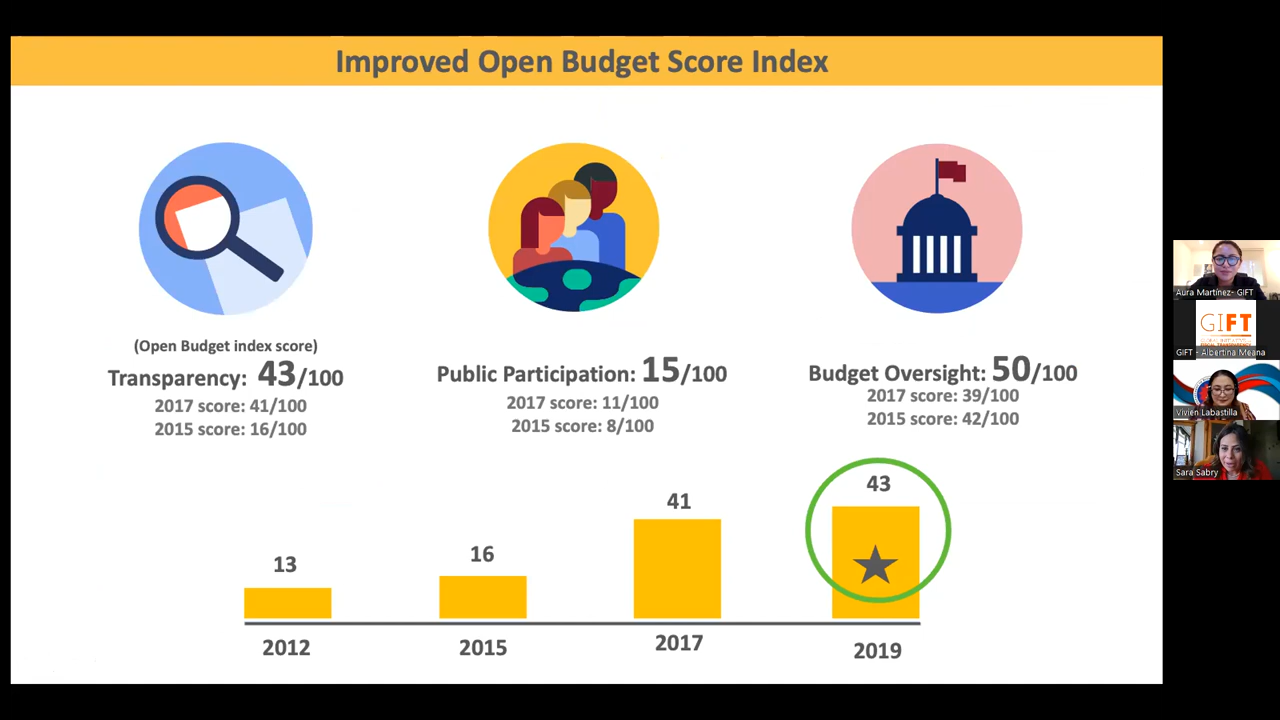 Improved Open Budget Score Index
(Open Budget index score)
Transparency: 43/100
2017 score: 41/100
2015 score: 16/100
Public Participation: 15/100
2017 score: 11/100
2015 score: 8/100
Budget Oversight: 50/100
2017 score: 39/100
2015 score: 42/100
13
16
41
43
2012
2015
2017
2019
Aura Martínez- GIFT
GIFT
GIFT - Albertina Meana
Vivien Labastilla
Sara Sabry